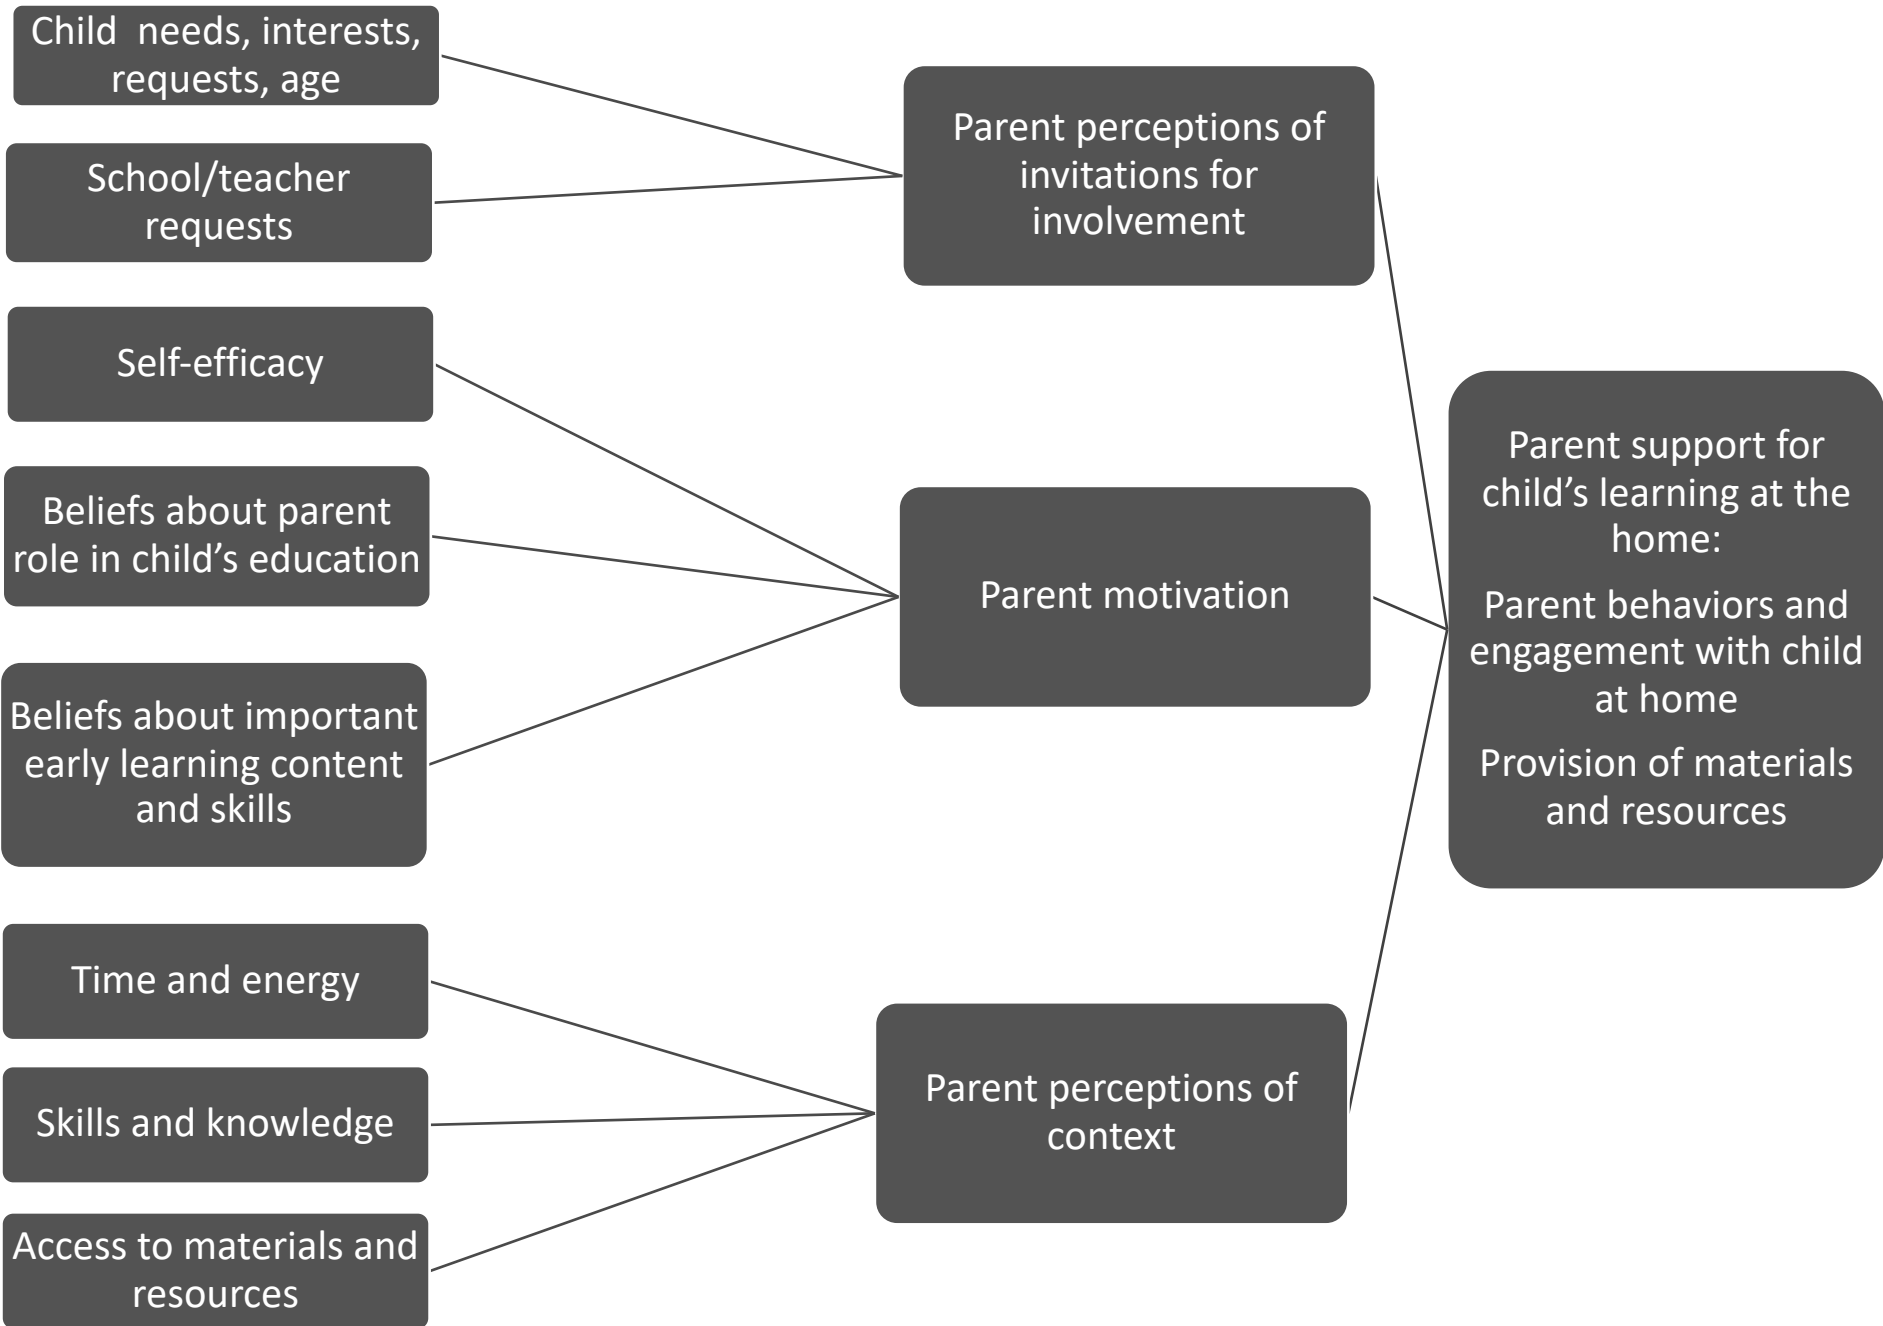 Child  needs, interests,
requests, age
School/teacher
requests
Self-efficacy
Beliefs about parent
role in child’s education
Beliefs about important
early learning content
and skills
Time and energy
Skills and knowledge
Access to materials and
resources
Parent perceptions of
invitations for
involvement
Parent motivation
Parent perceptions of
context
Parent support for
child’s learning at the
home:
Parent behaviors and
engagement with child
at home
Provision of materials
and resources